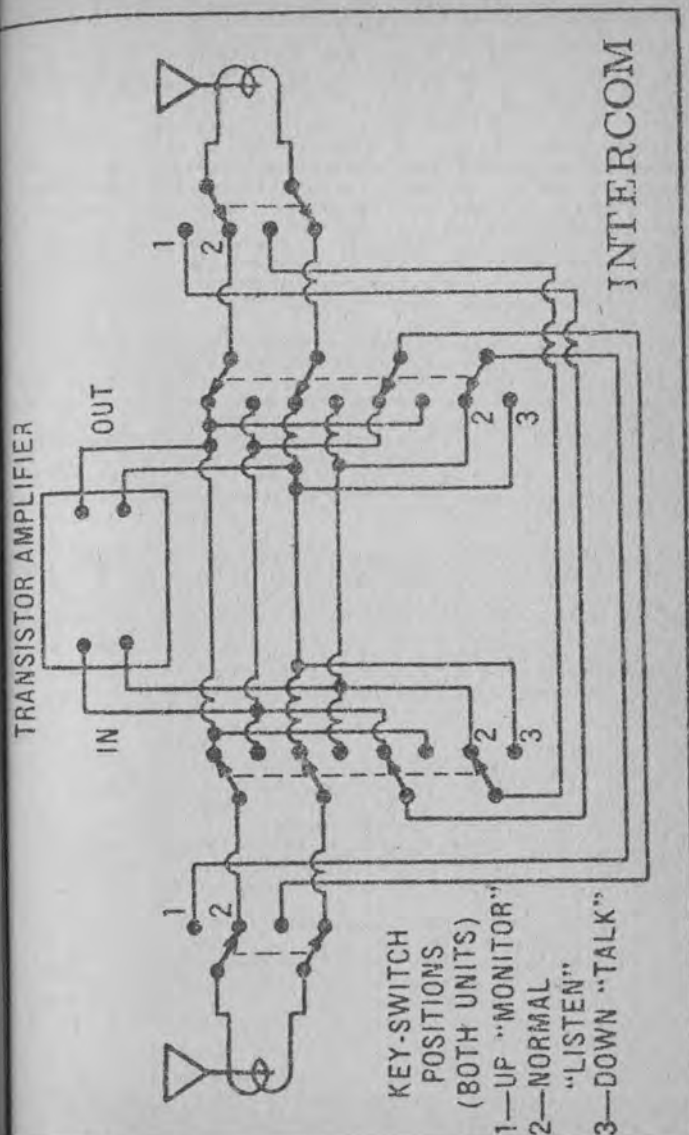 TRANSISTOR AMPLIFIER
IN
OUT
1
2
2
3
2
3
1
2
KEY-SWITCH
POSITIONS
(BOTH UNITS)
1—UP "MONITOR"
2—NORMAL
"LISTEN"
3—DOWN "TALK"
INTERCOM